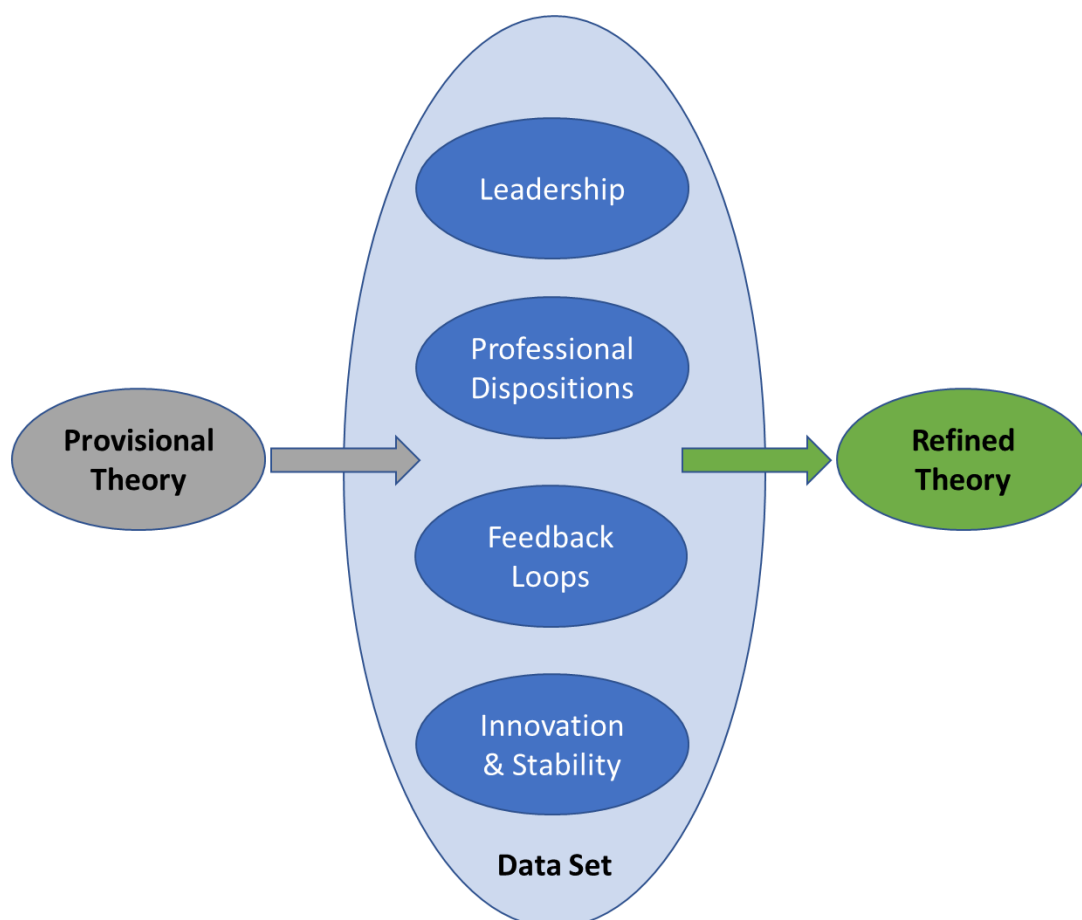 Leadership
Professional
Dispositions
Provisional
Theory
Refined
Theory
Feedback
Loops
Innovation
& Stability
Data Set